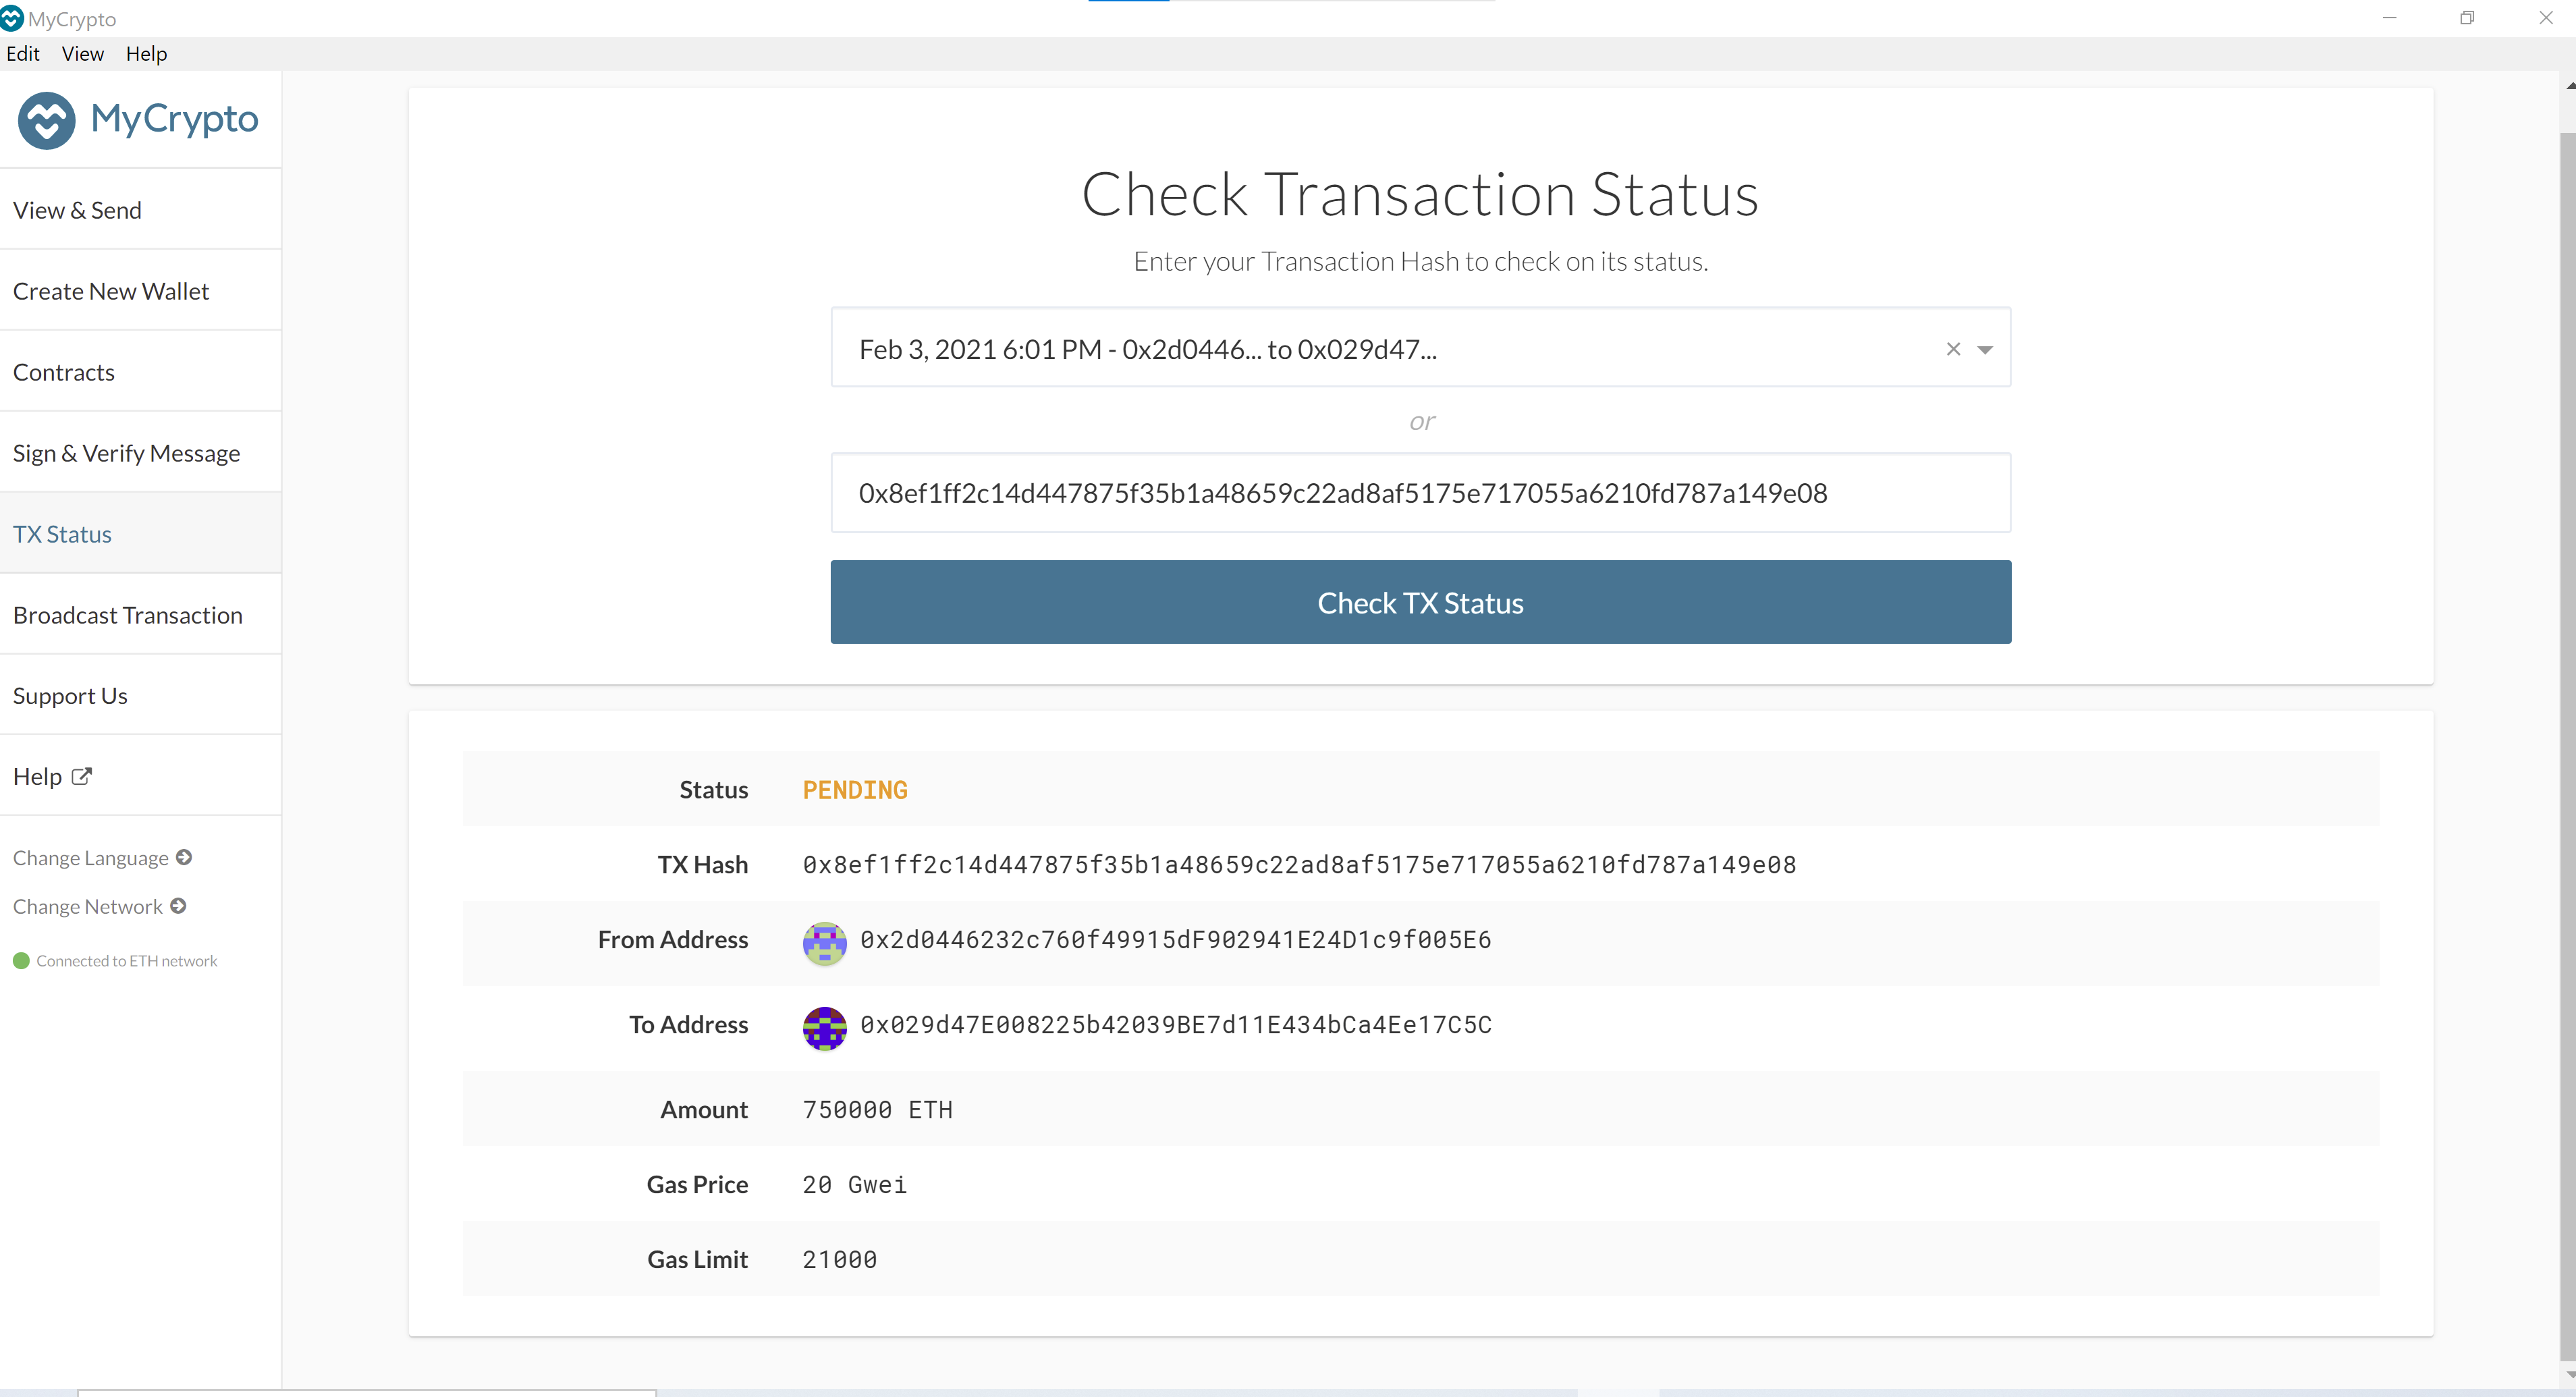 MyCrypto
Edit View Help
MyCrypto
View & Send
Create New Wallet
Contracts
Sign & Verify Message
TX Status
Broadcast Transaction
Support Us
Help
Change Language
Change Network
Connected to ETH network
Check Transaction Status
Enter your Transaction Hash to check on its status.
Feb 3, 2021 6:01 PM - 0x2d0446... to 0x029d47...
or
0x8ef1ff2c14d447875f35b1a48659c22ad8af5175e717055a6210fd787a149e08
Check TX Status
Status PENDING
TX Hash 0x8ef1ff2c14d447875f35b1a48659c22ad8af5175e717055a6210fd787a149e08
From Address 0x2d0446232c760f49915dF902941E24D1c9f005E6
To Address 0x029d47E008225b42039BE7d11E434bCa4Ee17C5C
Amount 750000 ETH
Gas Price 20 Gwei
Gas Limit 21000